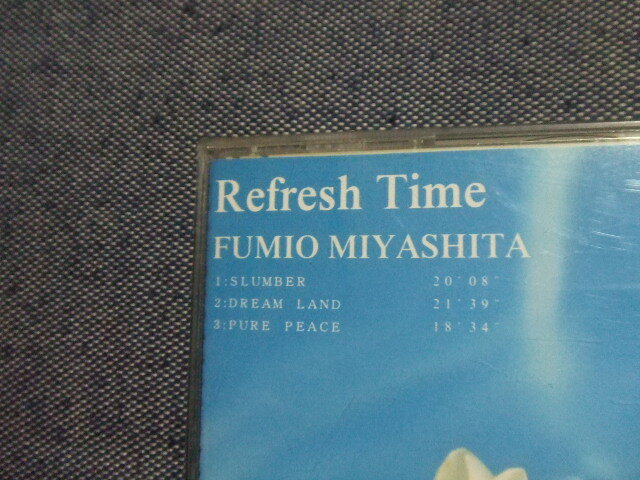 Refresh Time
FUMIO MIYASHITA
1:SLUMBER 20'08"
2:DREAM LAND 21'39"
3:PURE PEACE 18'34"